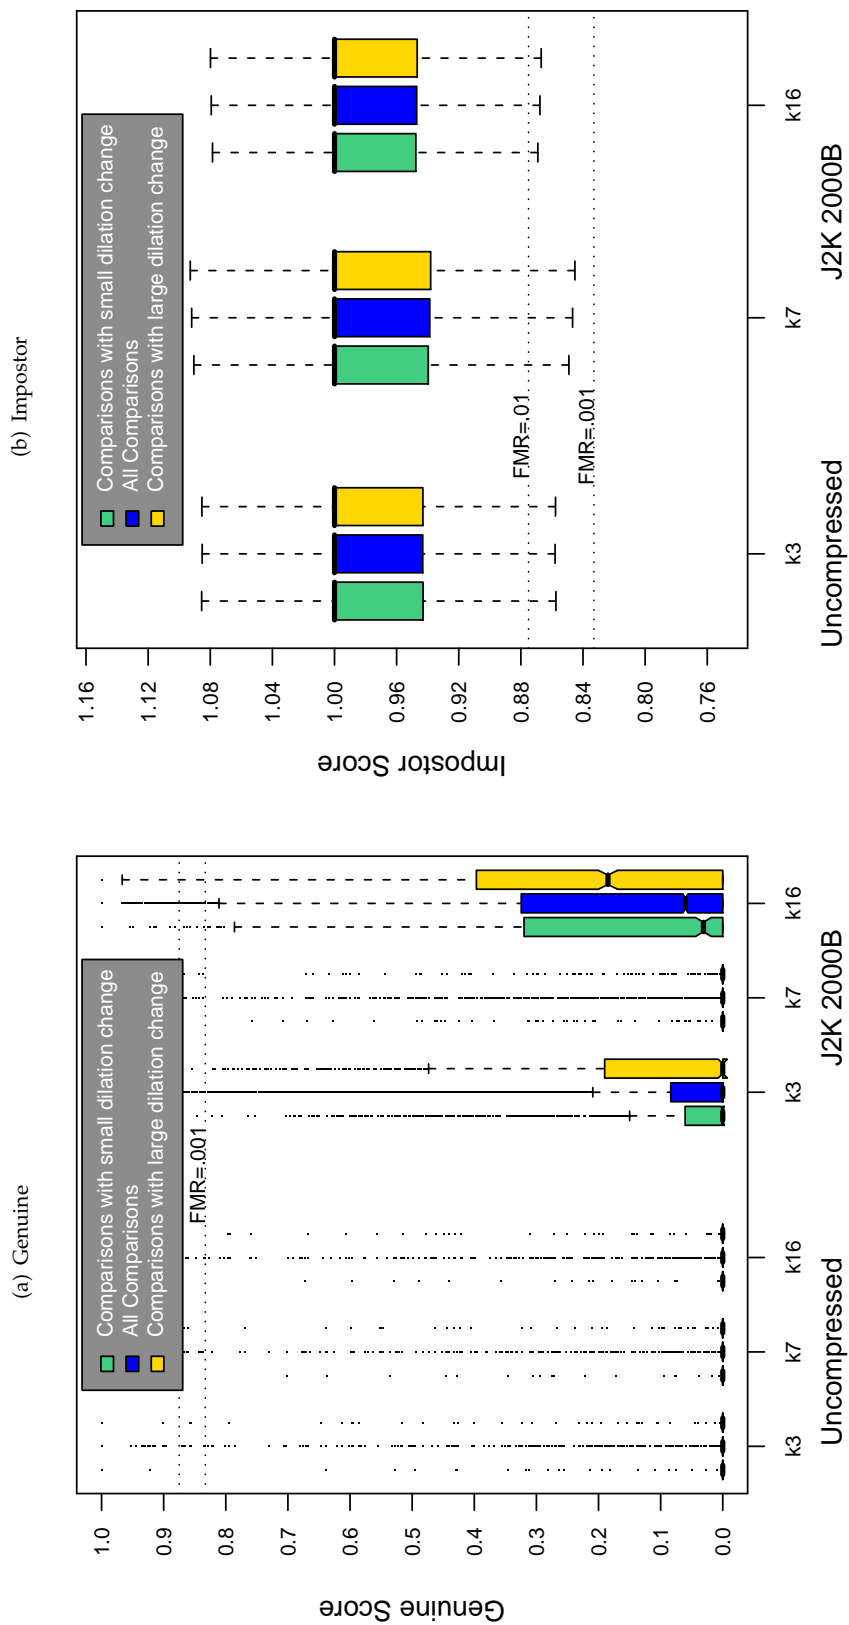 (a) Genuine
Genuine Score
0.0
0.1
0.2
0.3
0.4
0.5
0.6
0.7
0.8
0.9
1.0
Comparisons with small dilation change
All Comparisons
Comparisons with large dilation change
FMR=.001
k3
k7
k16
k3
k7
k16
Uncompressed
J2K 2000B
(b) Impostor
Impostor Score
0.76
0.80
0.84
0.88
0.92
0.96
1.00
1.04
1.08
1.12
1.16
Comparisons with small dilation change
All Comparisons
Comparisons with large dilation change
FMR=.01
FMR=.001
k3
k7
k16
Uncompressed
J2K 2000B